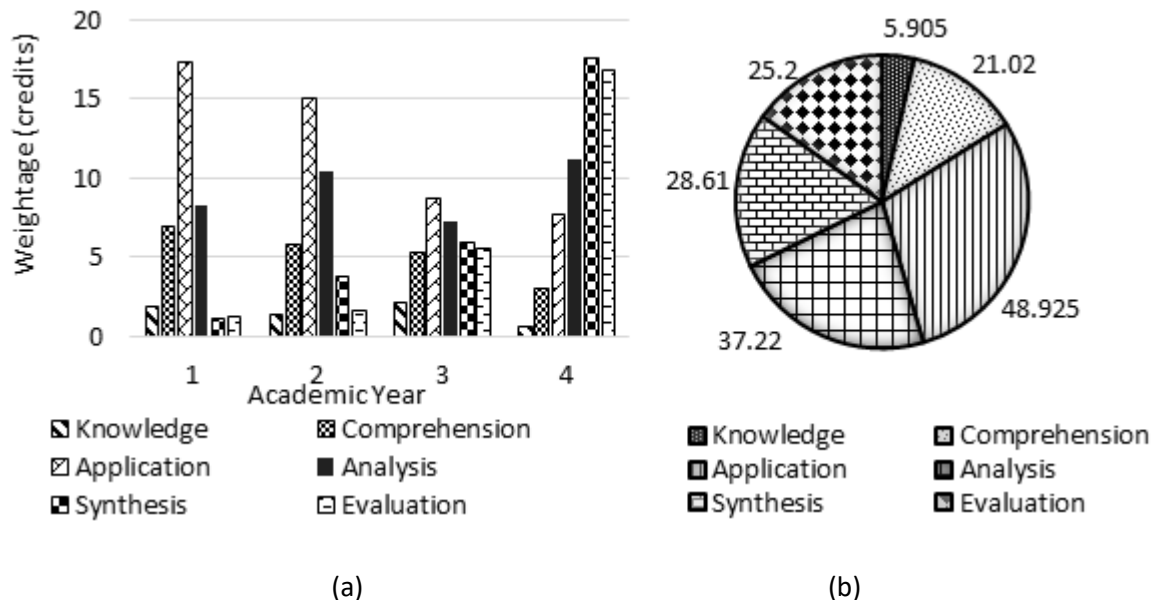 Weightage (credits)
20
15
10
5
0
1 2 3 4
Academic Year
Knowledge Comprehension
Application Analysis
Synthesis Evaluation
(a)
5.905
21.02
48.925
37.22
28.61
25.2
Knowledge Comprehension
Application Analysis
Synthesis Evaluation
(b)